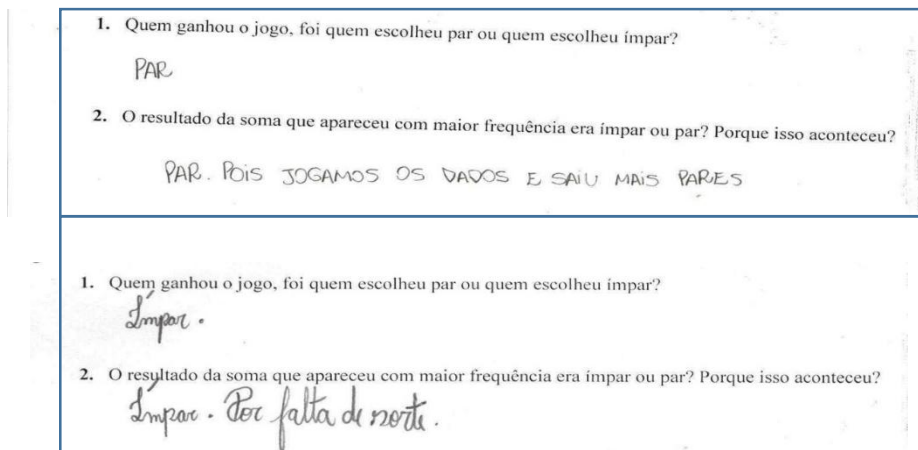 1. Quem ganhou o jogo, foi quem escolheu par ou quem escolheu ímpar?
PAR
2. O resultado da soma que apareceu com maior frequência era ímpar ou par? Porque isso aconteceu?
PAR. POIS JOGAMOS OS DADOS E SAIU MAIS PARES
1. Quem ganhou o jogo, foi quem escolheu par ou quem escolheu ímpar?
Ímpar.
2. O resultado da soma que apareceu com maior frequência era ímpar ou par? Porque isso aconteceu?
Ímpar. Por falta de norte.